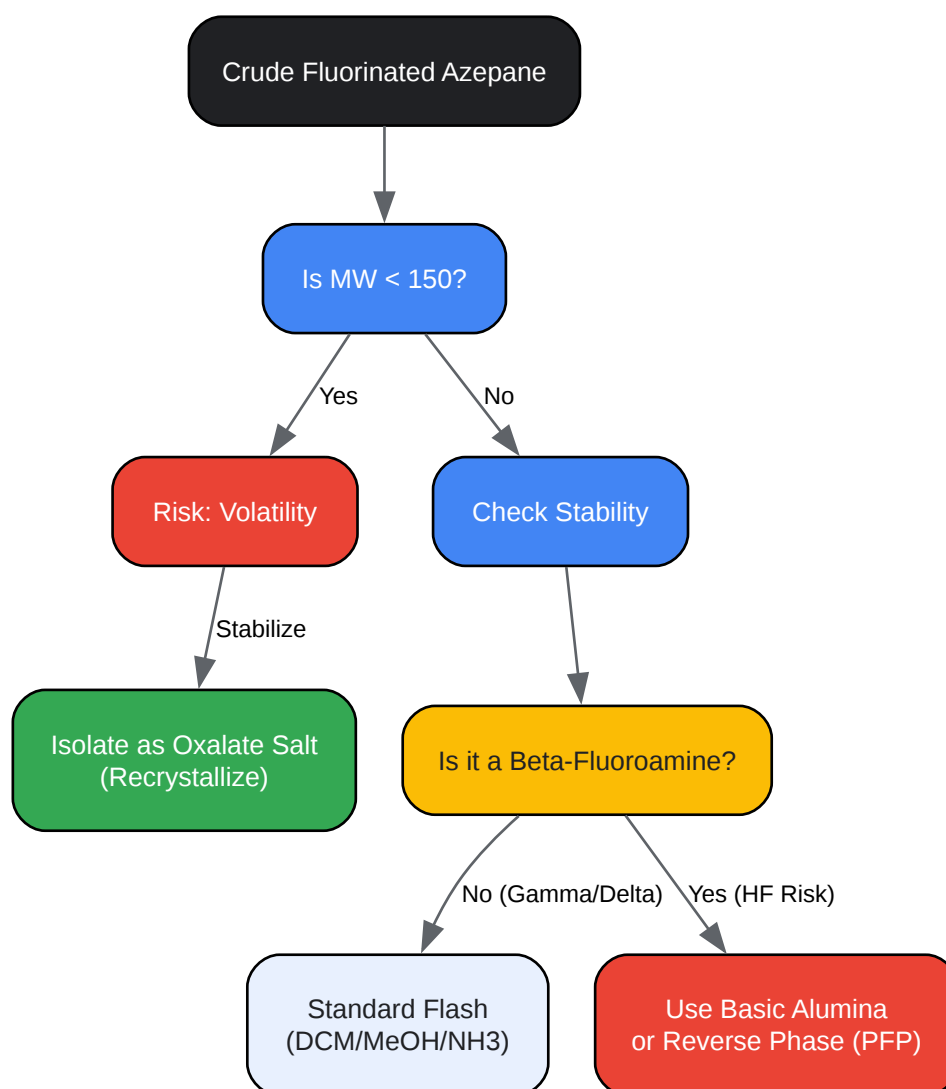 Crude Fluorinated Azepane
Is MW < 150?
Yes
No
Risk: Volatility
Check Stability
Stabilize
Isolate as Oxalate Salt
(Recrystallize)
Is it a Beta-Fluoroamine?
No (Gamma/Delta)
Yes (HF Risk)
Standard Flash
(DCM/MeOH/NH3)
Use Basic Alumina
or Reverse Phase (PFP)